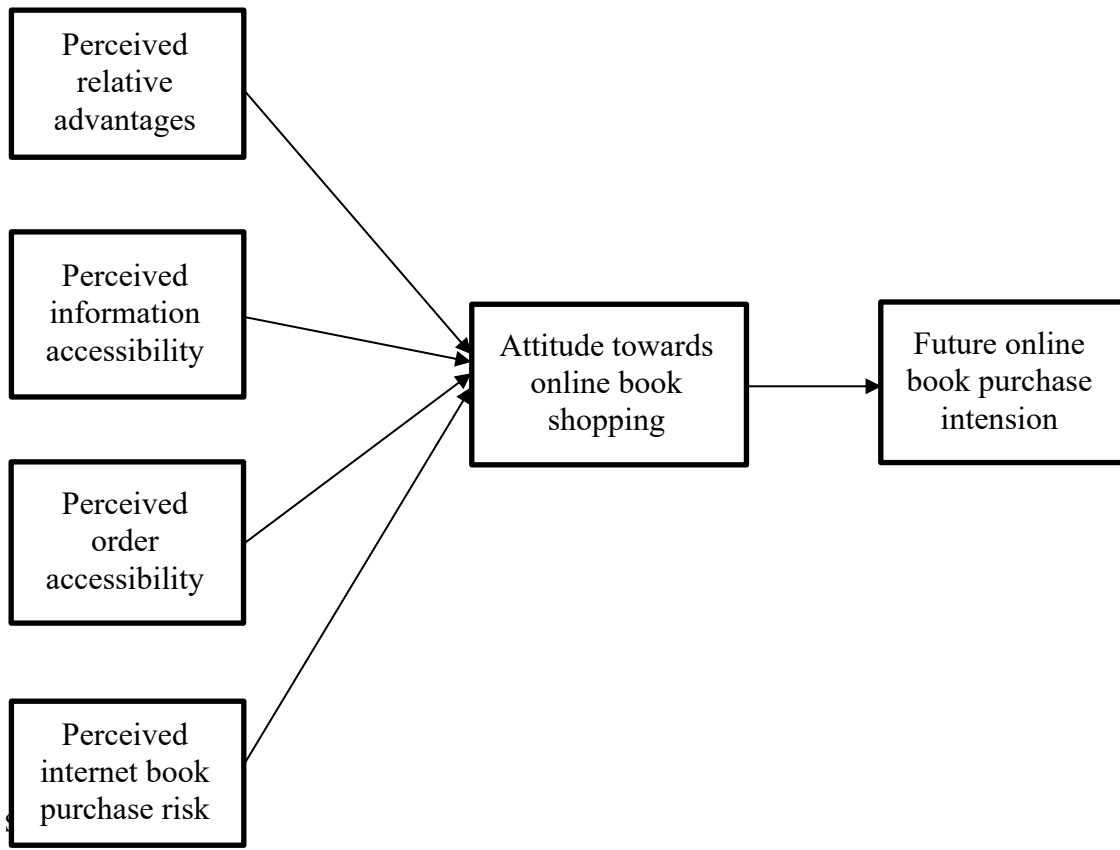 Perceived
relative
advantages
Perceived
information
accessibility
Attitude towards
online book
shopping
Future online
book purchase
intension
Perceived
order
accessibility
Perceived
internet book
purchase risk